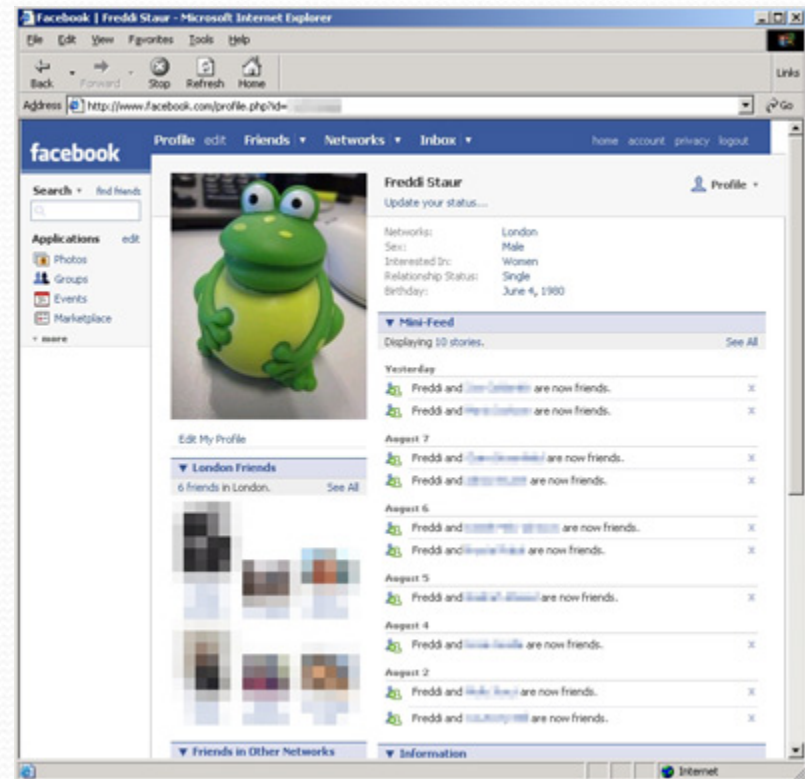 Facebook | Freddi Staur - Microsoft Internet Explorer
File Edit View Favorites Tools Help
Back Forward Stop Refresh Home Links
Address http://www.facebook.com/profile.php?id= Go
facebook
Profile edit Friends Networks Inbox home account privacy logout
Search find friends
Applications edit
Photos
Groups
Events
Marketplace
more
Edit My Profile
London Friends
6 friends in London. See All
Friends in Other Networks
Freddi Staur
Update your status...
Profile
Networks: London
Sex: Male
Interested In: Women
Relationship Status: Single
Birthday: June 4, 1980
Mini-Feed
Displaying 10 stories. See All
Yesterday
Freddi and are now friends. x
Freddi and are now friends. x
August 7
Freddi and are now friends. x
Freddi and are now friends. x
August 6
Freddi and are now friends. x
Freddi and are now friends. x
August 5
Freddi and are now friends. x
August 4
Freddi and are now friends. x
August 2
Freddi and are now friends. x
Freddi and are now friends. x
Information
Internet